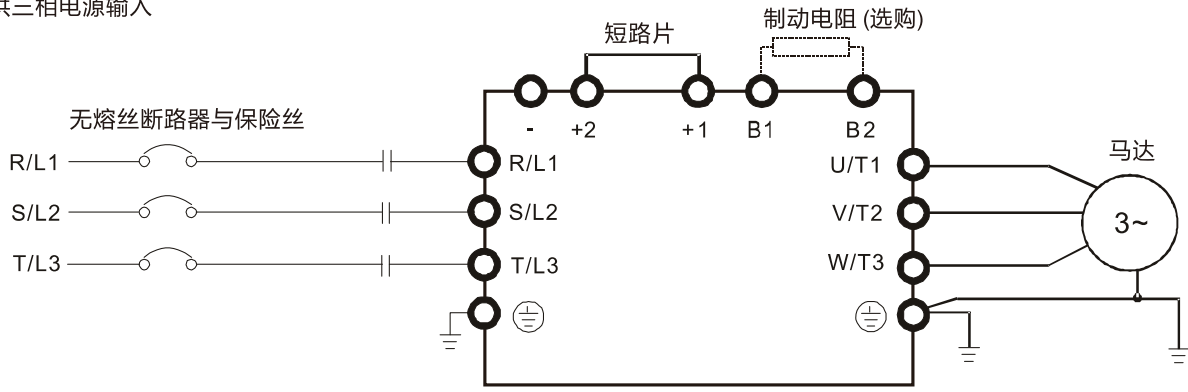 供三相电源输入
制动电阻 (选购)
短路片
无熔丝断路器与保险丝
- +2 +1 B1 B2
马达
R/L1 R/L1 U/T1
S/L2 S/L2 V/T2 3~
T/L3 T/L3 W/T3